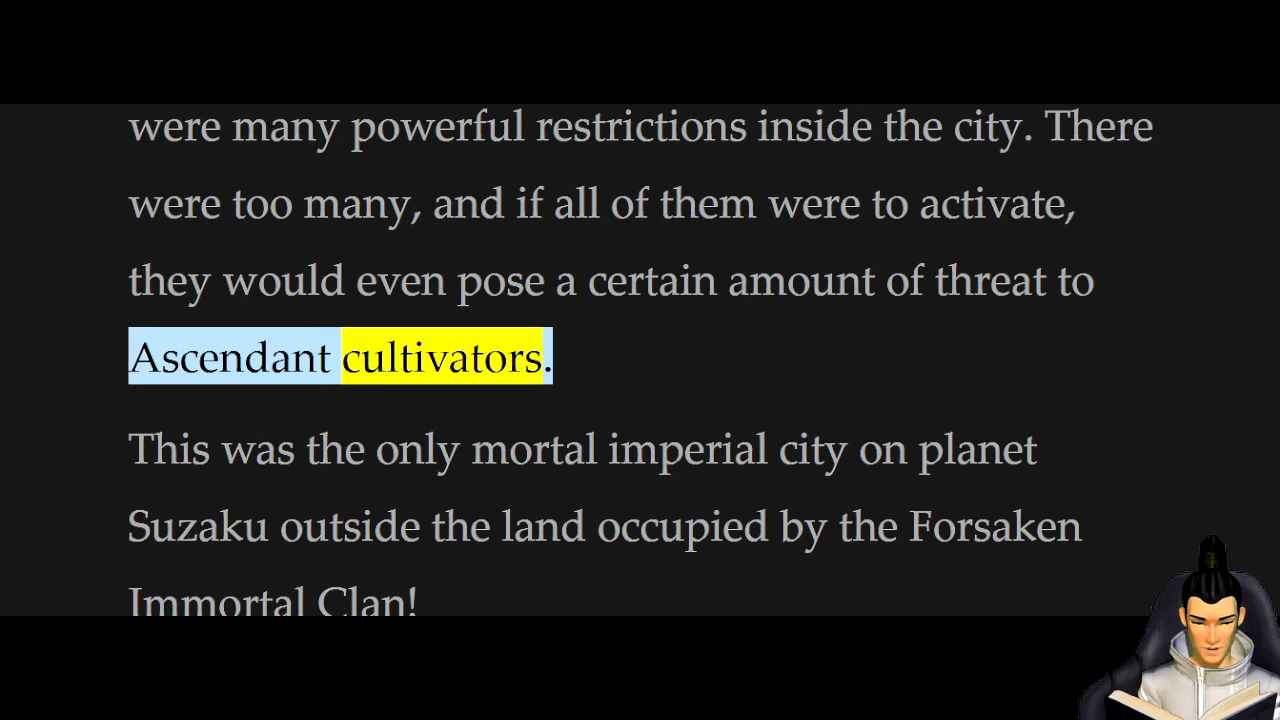 were many powerful restrictions inside the city. There
were too many, and if all of them were to activate,
they would even pose a certain amount of threat to
Ascendant cultivators.
This was the only mortal imperial city on planet
Suzaku outside the land occupied by the Forsaken
Immortal Clan!